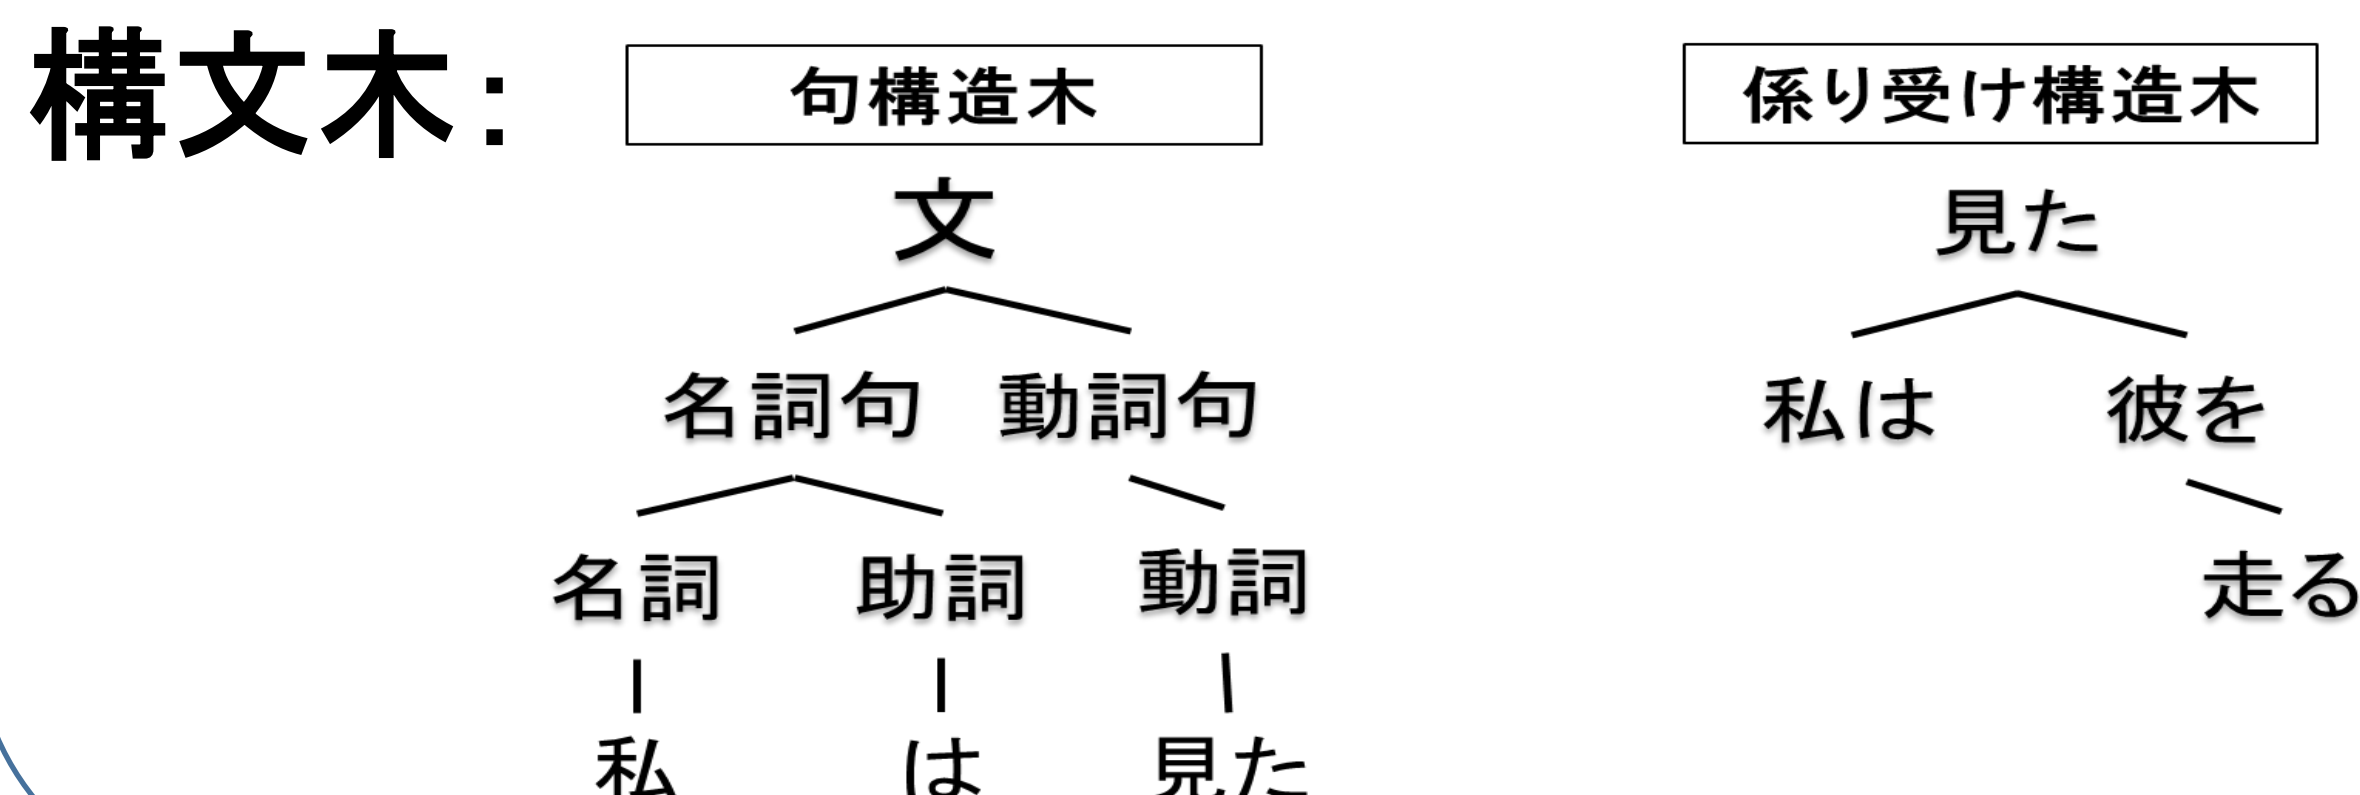 構文木：
句構造木
係り受け構造木
文
見た
名詞句 動詞句
私は 彼を
名詞 助詞 動詞
走る
私 は 見た